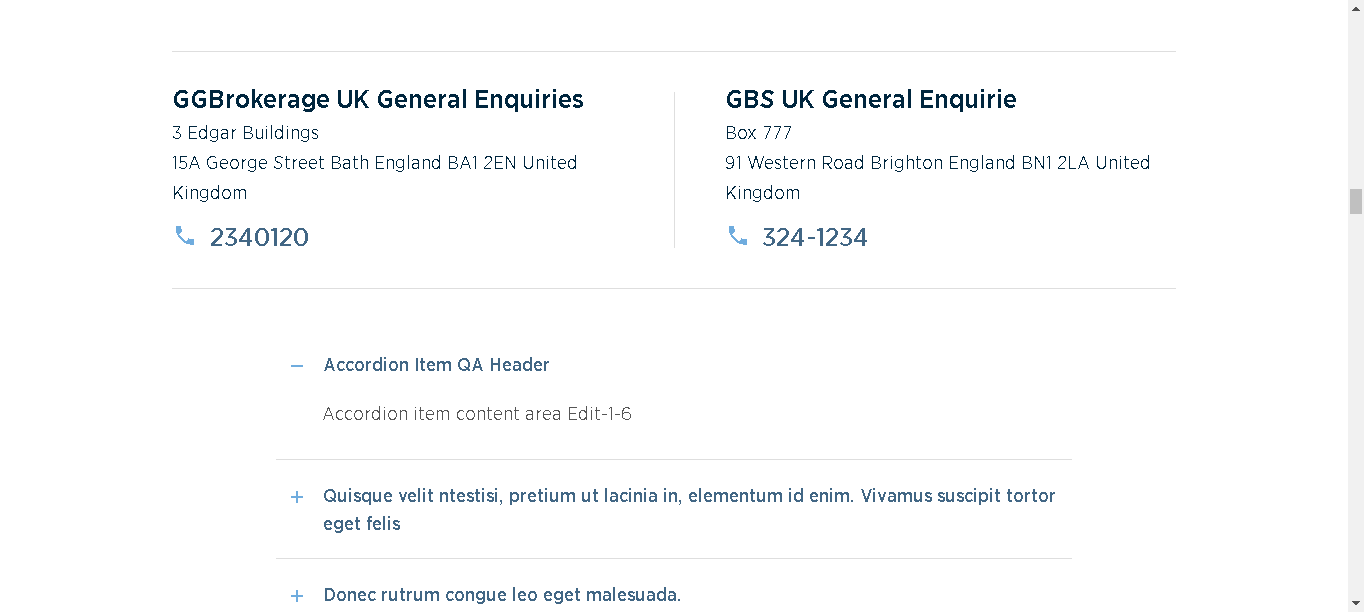 GGBrokerage UK General Enquiries
3 Edgar Buildings
15A George Street Bath England BA1 2EN United
Kingdom
2340120
GBS UK General Enquirie
Box 777
91 Western Road Brighton England BN1 2LA United
Kingdom
324-1234
Accordion Item QA Header
Accordion item content area Edit-1-6
Quisque velit ntestisi, pretium ut lacinia in, elementum id enim. Vivamus suscipit tortor
eget felis
Donec rutrum congue leo eget malesuada.